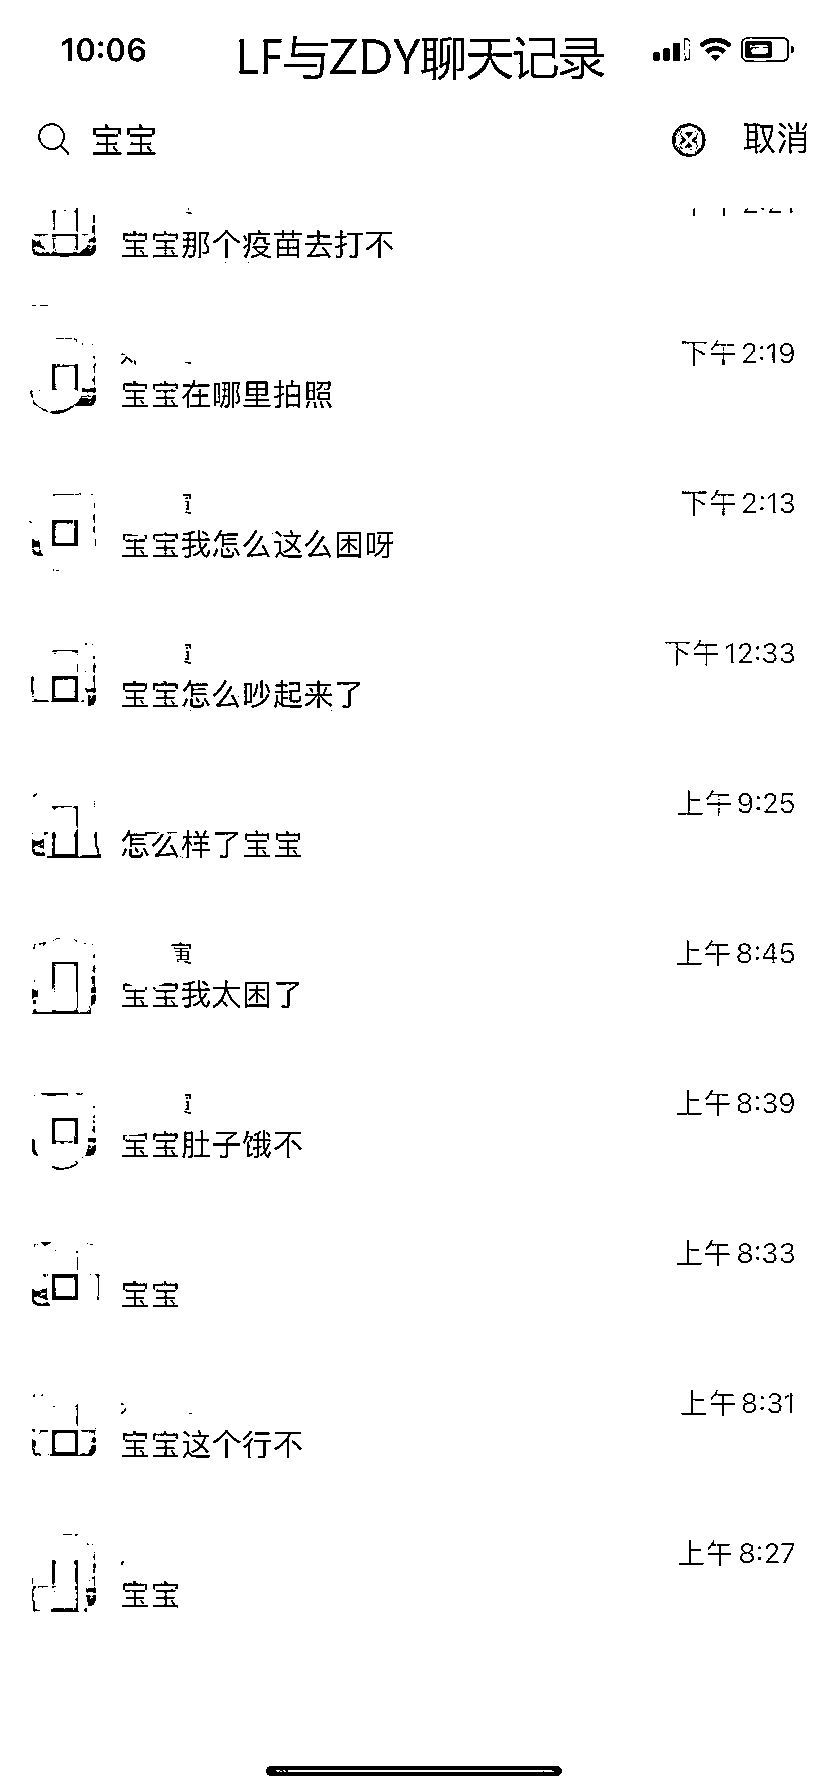 10:06
LF与ZDY聊天记录
宝宝
取消
宝宝那个疫苗去打不
下午 2:19
宝宝在哪里拍照
下午 2:13
宝宝我怎么这么困呀
下午 12:33
宝宝怎么吵起来了
上午 9:25
怎么样了宝宝
寅
上午 8:45
宝宝我太困了
上午 8:39
宝宝肚子饿不
上午 8:33
宝宝
上午 8:31
宝宝这个行不
上午 8:27
宝宝